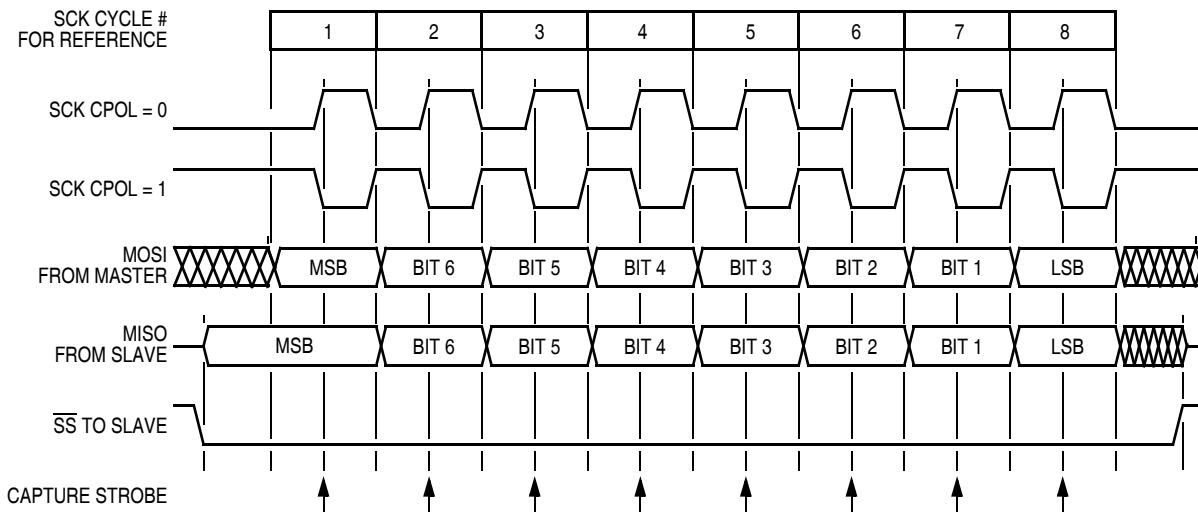 SCK CYCLE #
FOR REFERENCE
1 2 3 4 5 6 7 8
SCK CPOL = 0
SCK CPOL = 1
MOSI
FROM MASTER
MSB BIT 6 BIT 5 BIT 4 BIT 3 BIT 2 BIT 1 LSB
MISO
FROM SLAVE
MSB BIT 6 BIT 5 BIT 4 BIT 3 BIT 2 BIT 1 LSB
SS TO SLAVE
CAPTURE STROBE